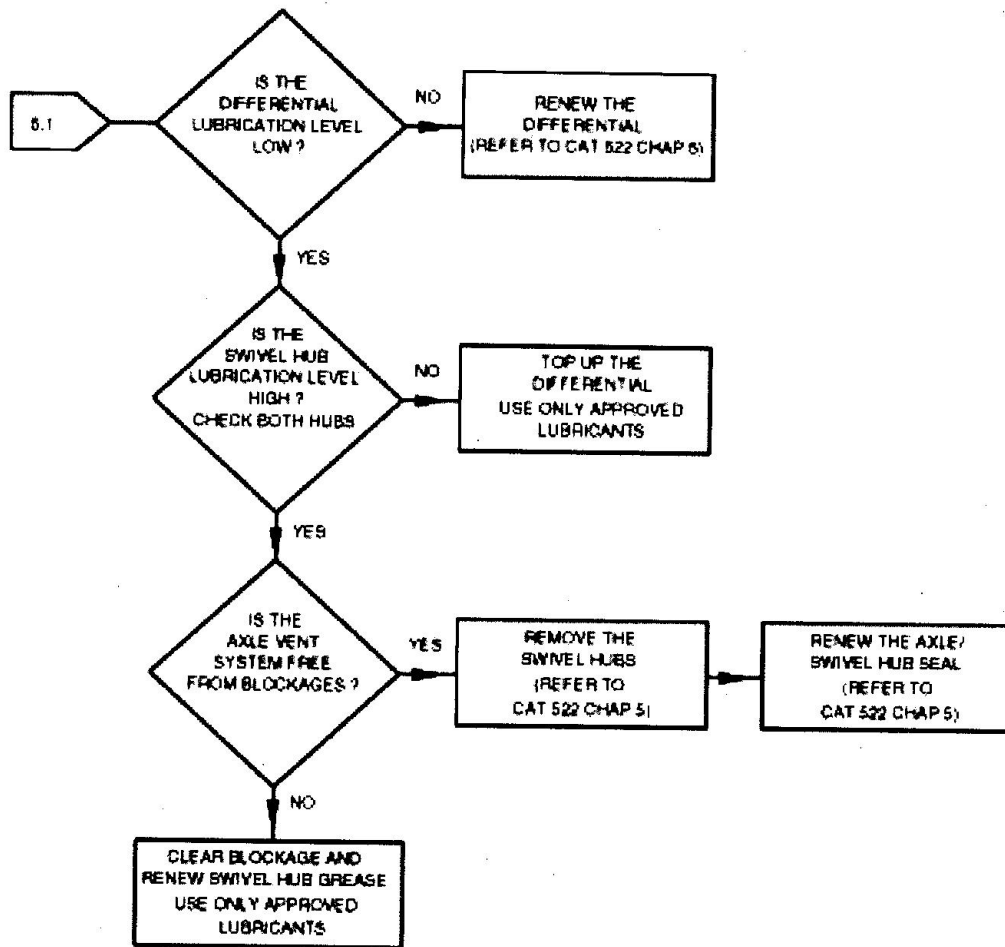 6.1
IS THE
DIFFERENTIAL
LUBRICATION LEVEL
LOW ?
NO
RENEW THE
DIFFERENTIAL
(REFER TO CAT 522 CHAP 6)
YES
IS THE
SWIVEL HUB
LUBRICATION LEVEL
HIGH ?
CHECK BOTH HUBS
NO
TOP UP THE
DIFFERENTIAL
USE ONLY APPROVED
LUBRICANTS
YES
IS THE
AXLE VENT
SYSTEM FREE
FROM BLOCKAGES ?
YES
REMOVE THE
SWIVEL HUBS
(REFER TO
CAT 522 CHAP 5)
RENEW THE AXLE/
SWIVEL HUB SEAL
(REFER TO
CAT 522 CHAP 5)
NO
CLEAR BLOCKAGE AND
RENEW SWIVEL HUB GREASE
USE ONLY APPROVED
LUBRICANTS